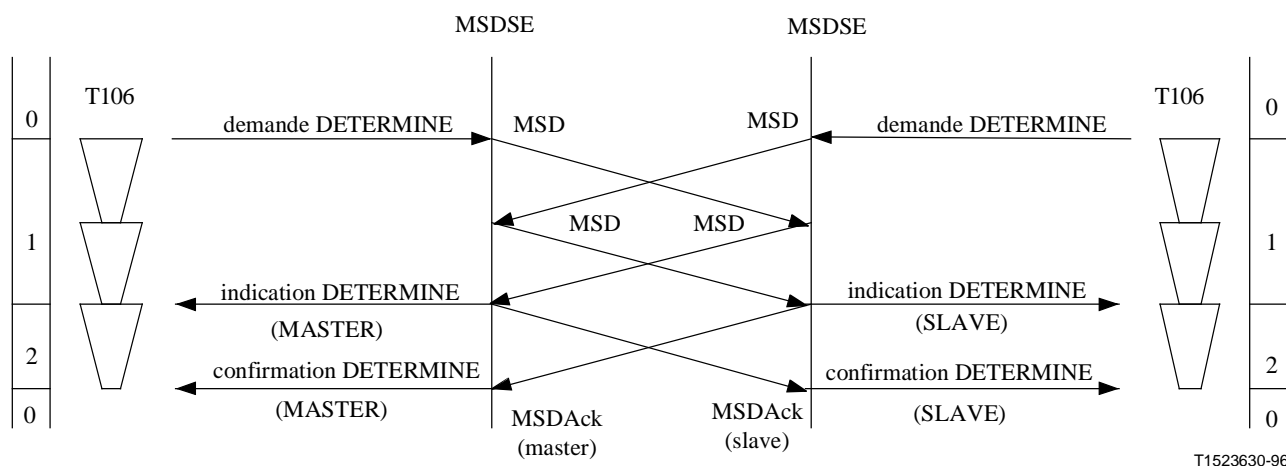 MSDSE MSDSE
T106 T106
0 0
demande DETERMINE MSD MSD demande DETERMINE
MSD MSD
1 1
indication DETERMINE indication DETERMINE
(MASTER) (SLAVE)
2 2
confirmation DETERMINE confirmation DETERMINE
(MASTER) (SLAVE)
0 0
MSDAck MSDAck
(master) (slave)
T1523630-96